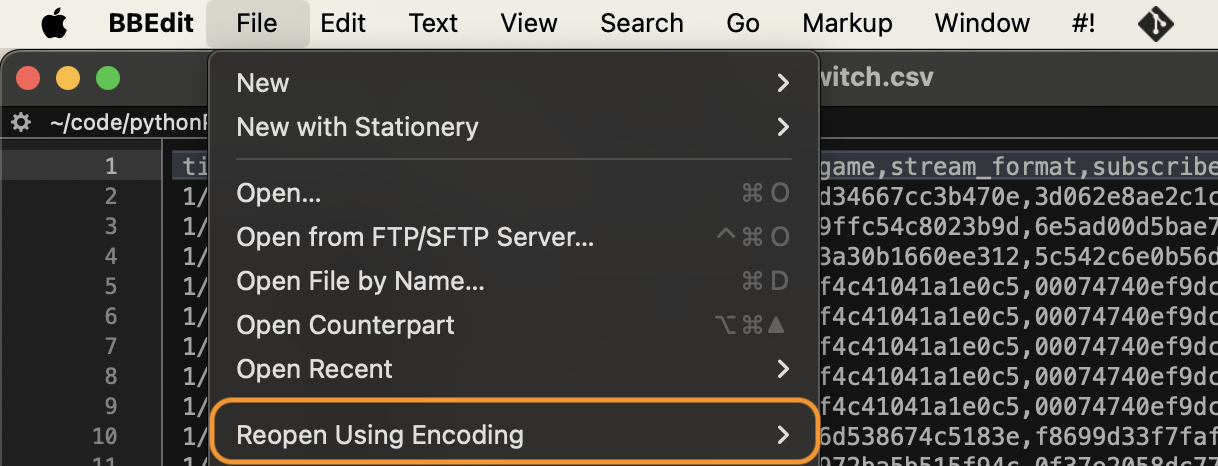 BBEdit File Edit Text View Search Go Markup Window #!
witch.csv
New
~/code/python
New with Stationery
1 ti game,stream_format,subscribe
2 1/ d34667cc3b470e,3d062e8ae2c1c
Open... ⌘ O
3 1/ 9ffc54c8023b9d,6e5ad00d5bae7
Open from FTP/SFTP Server... ^ ⌘ O
4 1/ 3a30b1660ee312,5c542c6e0b56d
Open File by Name... ⌘ D
5 1/ f4c41041a1e0c5,00074740ef9dc
6 1/ f4c41041a1e0c5,00074740ef9dc
Open Counterpart ⌥ ⌘ ▲
7 1/ f4c41041a1e0c5,00074740ef9dc
Open Recent
8 1/ f4c41041a1e0c5,00074740ef9dc
9 1/ f4c41041a1e0c5,00074740ef9dc
Reopen Using Encoding
10 1/ 6d538674c5183e,f8699d33f7faf